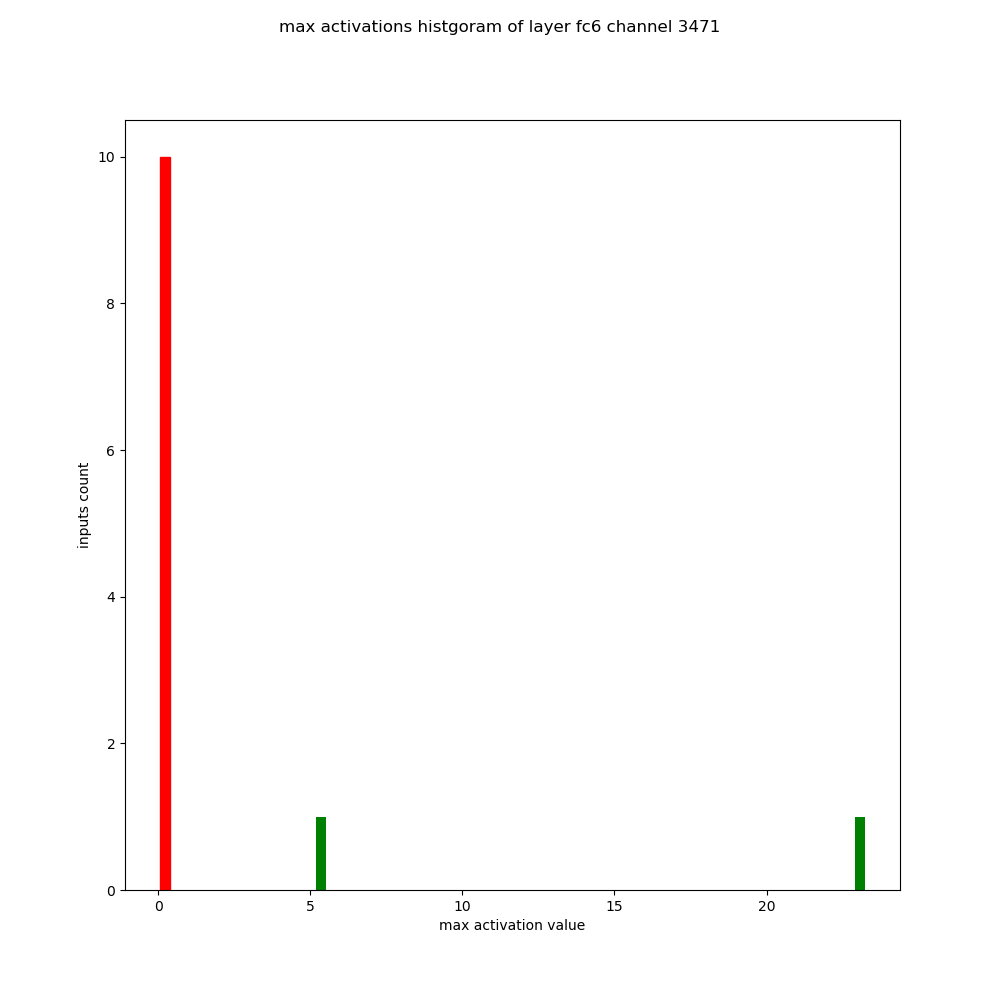 max activations histgoram of layer fc6 channel 3471
10
8
6
4
2
0
inputs count
0 5 10 15 20
max activation value